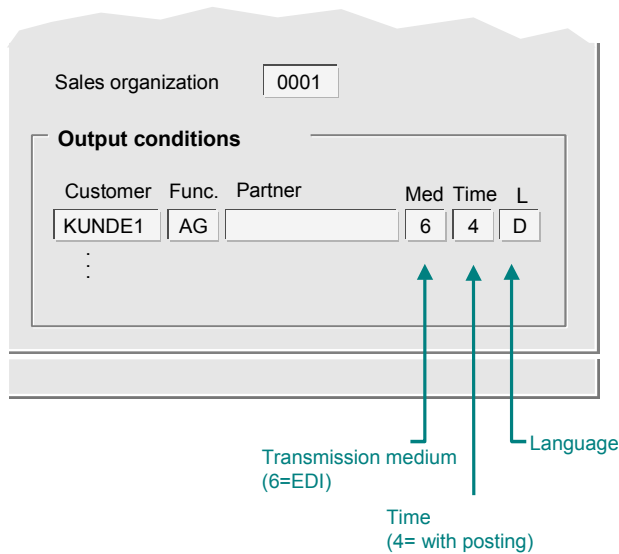 Sales organization 0001
Output conditions
Customer Func. Partner Med Time L
KUNDE1 AG 6 4 D
Language
Transmission medium
(6=EDI)
Time
(4= with posting)